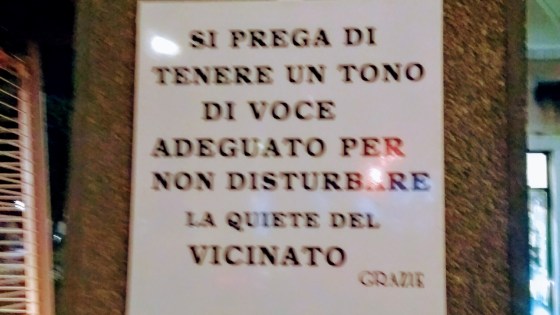 SI PREGA DI
TENERE UN TONO
DI VOCE
ADEGUATO PER
NON DISTURBARE
LA QUIETE DEL
VICINATO
GRAZIE